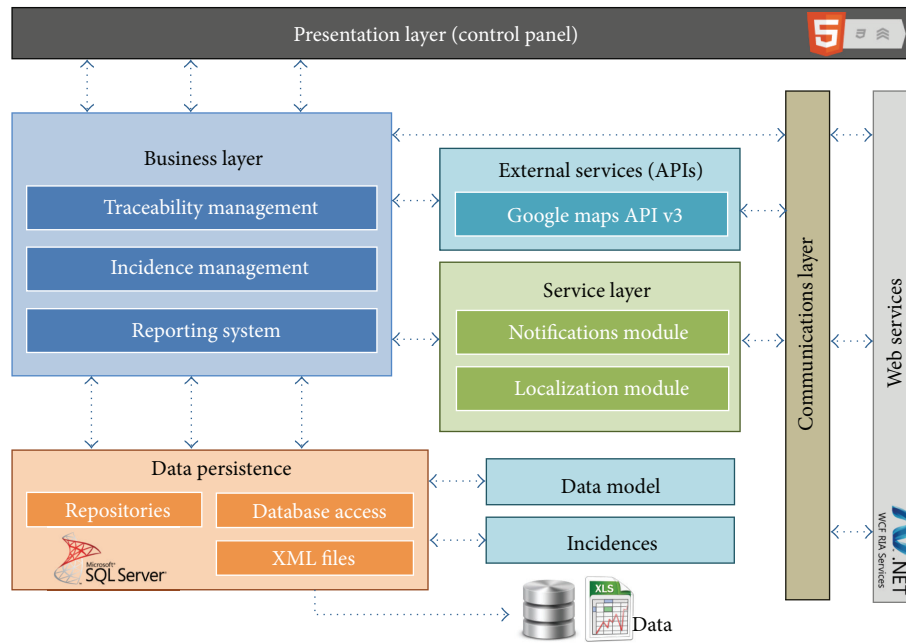 Presentation layer (control panel)
5
Business layer
Traceability management
Incidence management
Reporting system
External services (APIs)
Google maps API v3
Service layer
Notifications module
Localization module
Communications layer
Web services
Data persistence
Repositories
Database access
XML files
Microsoft®
SQL Server
Data model
Incidences
XLS
Data
WCF RIA Services
.NET